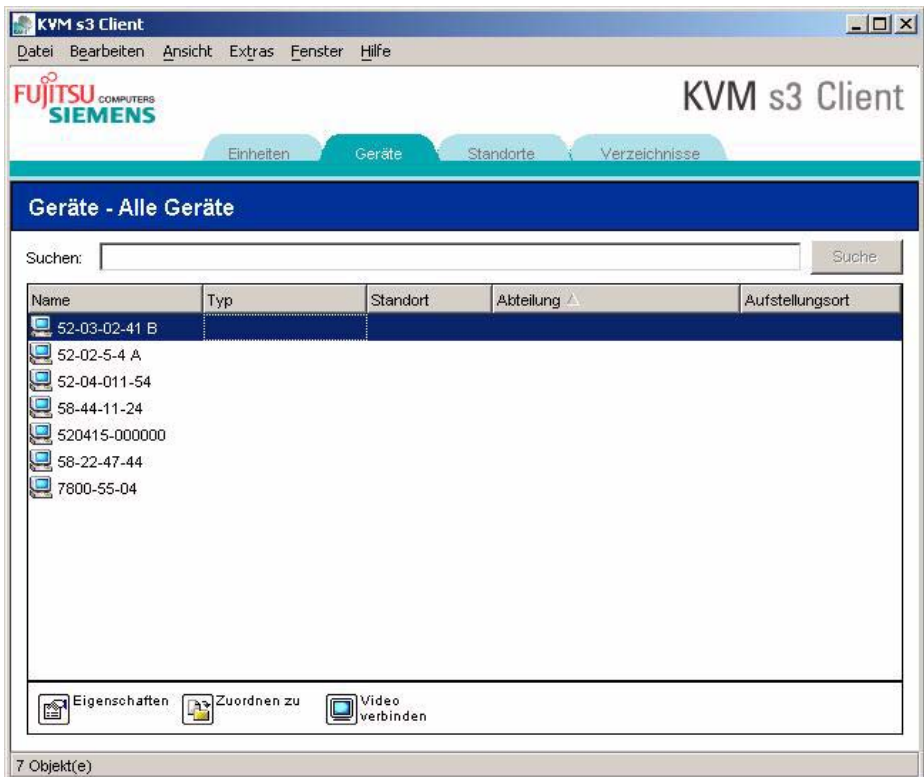 KVM s3 Client
Datei Bearbeiten Ansicht Extras Fenster Hilfe
FUJITSU COMPUTERS
SIEMENS
KVM s3 Client
Einheiten Geräte Standorte Verzeichnisse
Geräte - Alle Geräte
Suchen: Suche
Name Typ Standort Abteilung Aufstellungsort
52-03-02-41 B
52-02-5-4 A
52-04-011-54
58-44-11-24
520415-000000
58-22-47-44
7800-55-04
Eigenschaften Zuordnen zu Video
verbinden
7 Objekt(e)